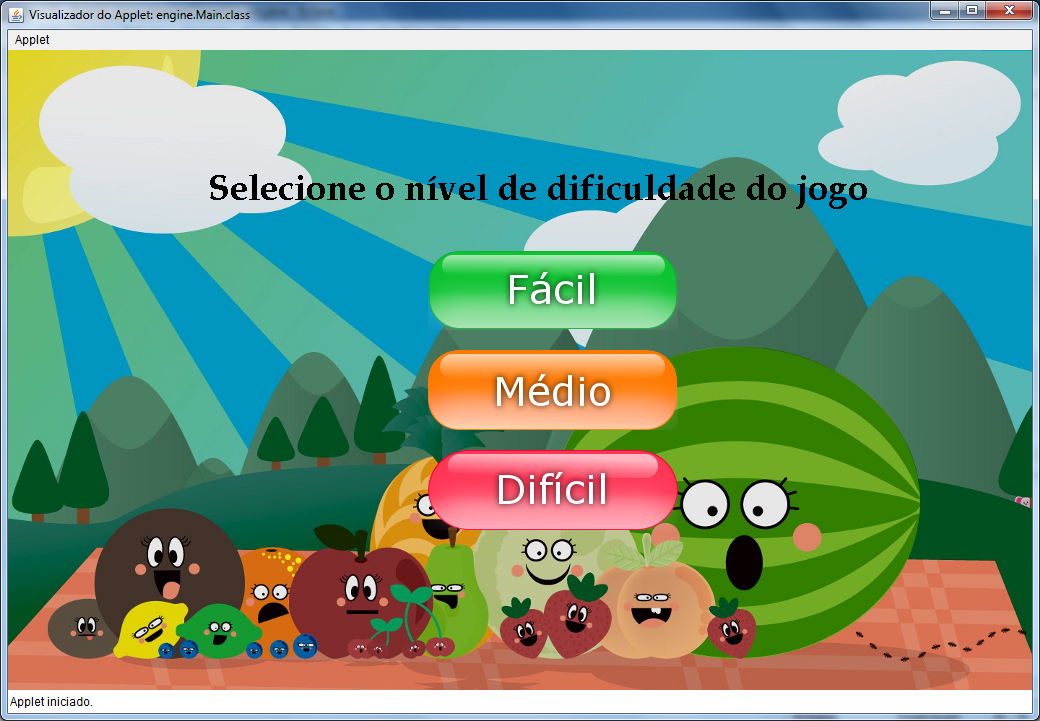 Visualizador do Applet: engine.Main.class
Applet
Selecione o nível de dificuldade do jogo
Fácil
Médio
Difícil
Applet iniciado.